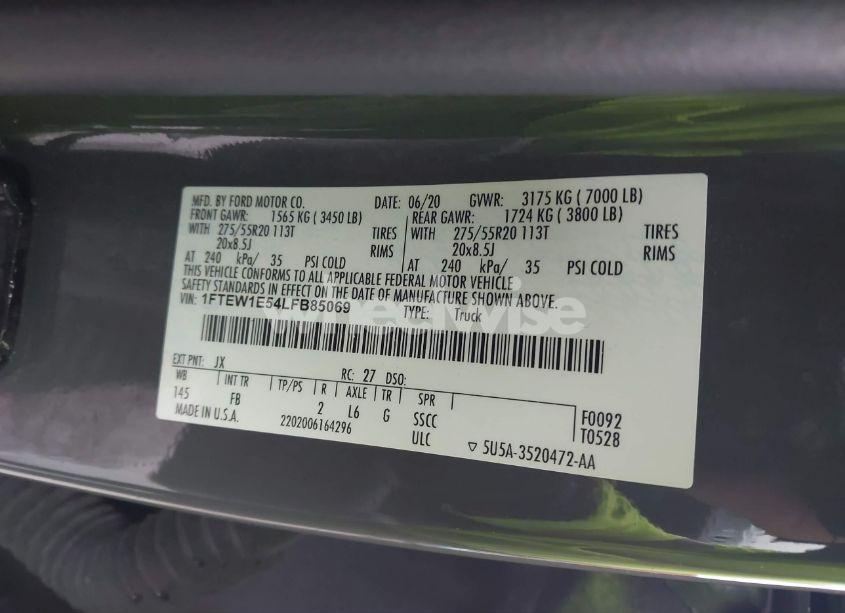 MFD. BY FORD MOTOR CO. DATE: 06/20 GVWR: 3175 KG ( 7000 LB)
FRONT GAWR: 1565 KG ( 3450 LB) REAR GAWR: 1724 KG ( 3800 LB)
WITH 275/55R20 113T TIRES WITH 275/55R20 113T TIRES
20x8.5J RIMS 20x8.5J RIMS
AT 240 kPa/ 35 PSI COLD AT 240 kPa/ 35 PSI COLD
THIS VEHICLE CONFORMS TO ALL APPLICABLE FEDERAL MOTOR VEHICLE
SAFETY STANDARDS IN EFFECT ON THE DATE OF MANUFACTURE SHOWN ABOVE.
VIN: 1FTEW1E54LFB85069 TYPE: Truck
wheelwise
EXT PNT: JX RC: 27 DSO:
WB INT TR TP/PS R AXLE TR SPR
145 FB 2 L6 G SSCC F0092
MADE IN U.S.A. 2202006164296 ULC T0528
5U5A-3520472-AA